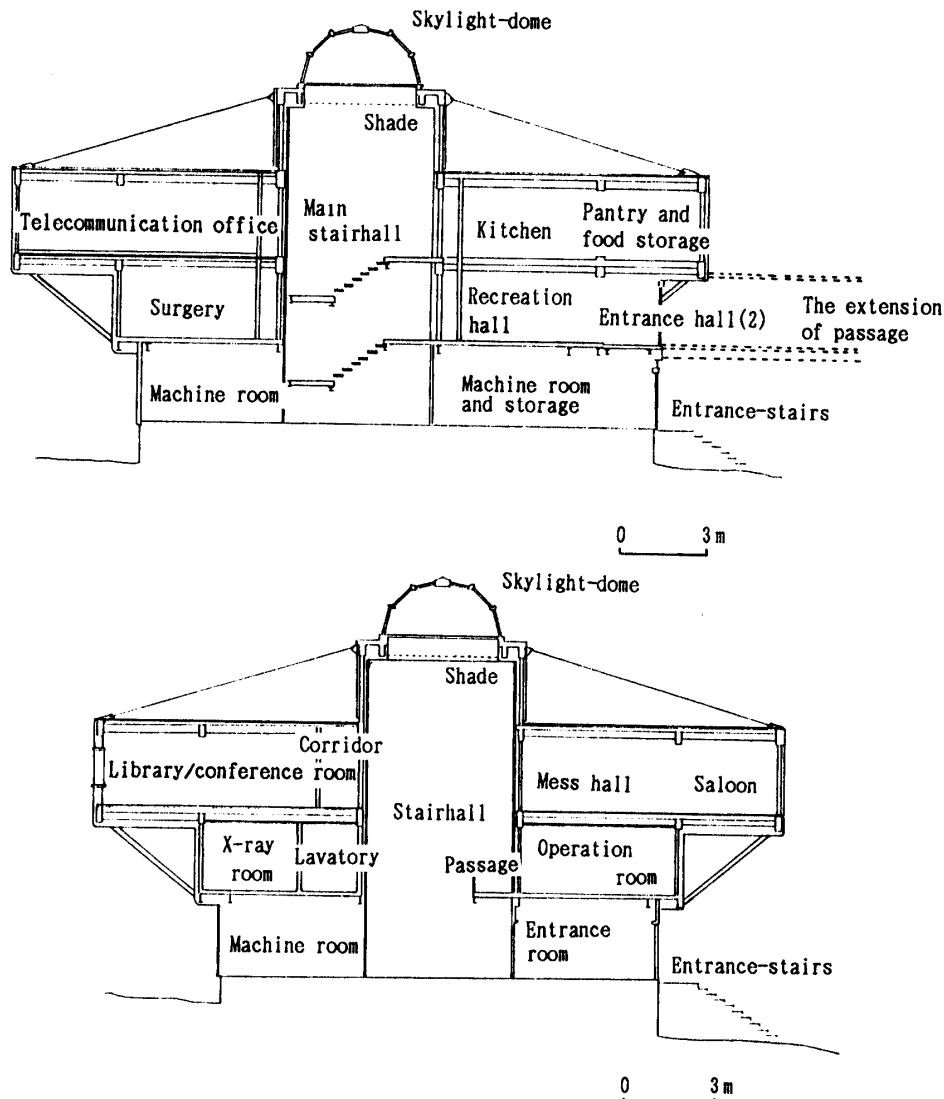 Skylight-dome
Shade
Main
stairhall
Telecommunication office
Kitchen
Pantry and
food storage
Surgery
Recreation
hall
Entrance hall(2)
The extension
of passage
Machine room
Machine room
and storage
Entrance-stairs
0 3m
Skylight-dome
Shade
Corridor
Library/conference room
Stairhall
Mess hall
Saloon
X-ray
room
Lavatory
Passage
Operation
room
Machine room
Entrance
room
Entrance-stairs
0 3m